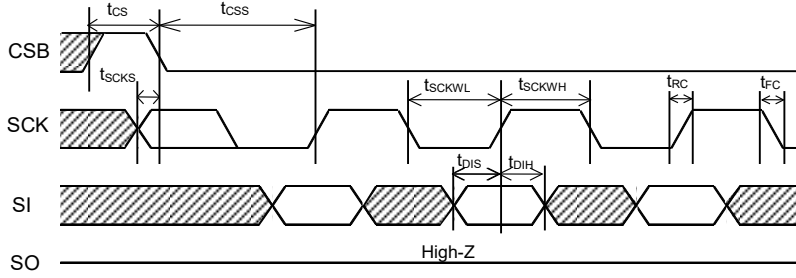 tCS
tCSS
CSB
tSCKS
tSCKWL
tSCKWH
tRC
tFC
SCK
tDIS
tDIH
SI
High-Z
SO